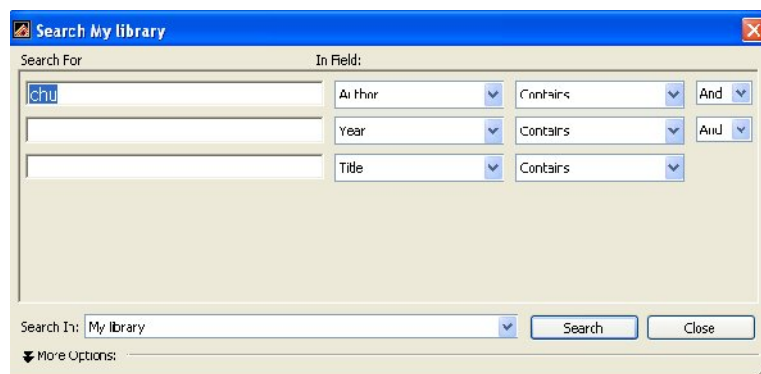 Search My library
Search For In Field:
chu Author Contains And
Year Contains And
Title Contains
Search In: My library Search Close
More Options: